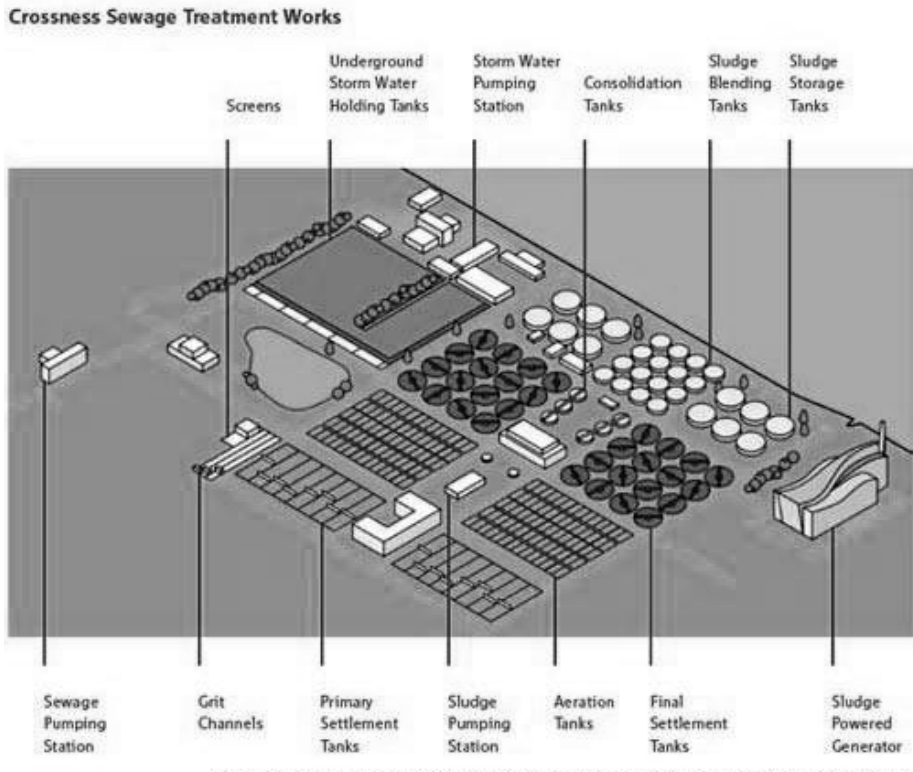 Crossness Sewage Treatment Works
Underground
Storm Water
Holding Tanks
Storm Water
Pumping
Station
Sludge
Blending
Tanks
Sludge
Storage
Tanks
Screens
Consolidation
Tanks
Sewage
Pumping
Station
Grit
Channels
Primary
Settlement
Tanks
Sludge
Pumping
Station
Aeration
Tanks
Final
Settlement
Tanks
Sludge
Powered
Generator